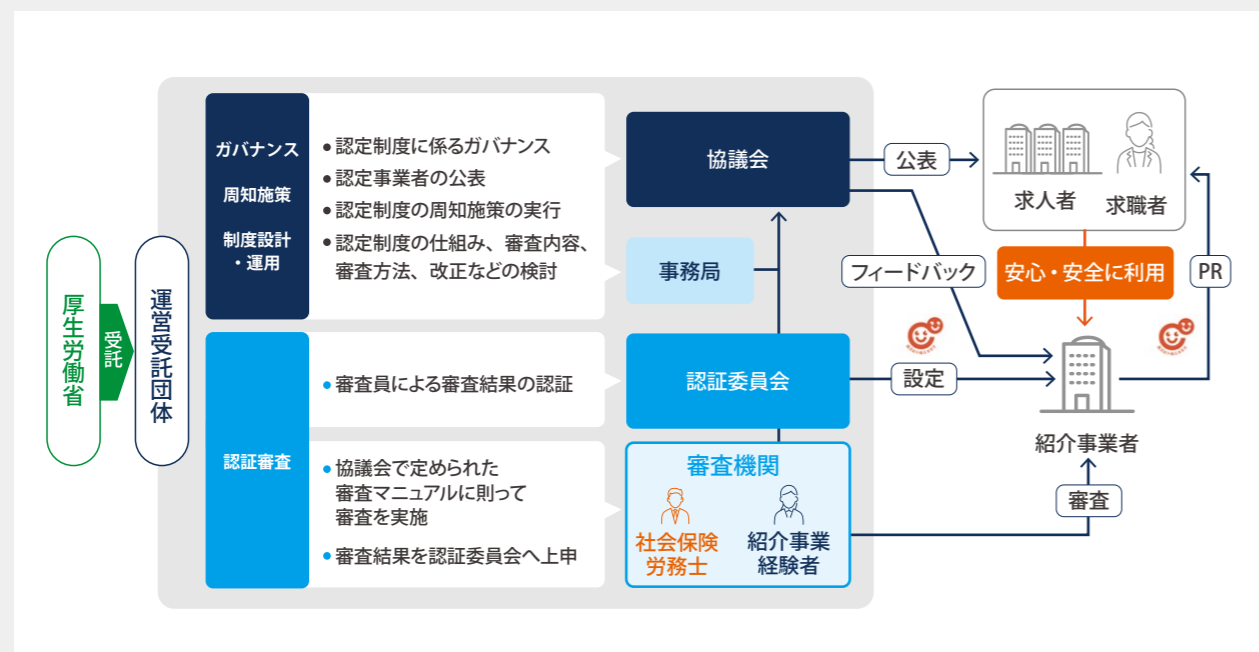 厚生労働省
受託
運営受託団体
ガバナンス
周知施策
制度設計
・運用
• 認定制度に係るガバナンス
• 認定事業者の公表
• 認定制度の周知施策の実行
• 認定制度の仕組み、審査内容、
審査方法、改正などの検討
認証審査
• 審査員による審査結果の認証
• 協議会で定められた
審査マニュアルに則って
審査を実施
• 審査結果を認証委員会へ上申
協議会
事務局
認証委員会
審査機関
社会保険
労務士
紹介事業
経験者
公表
フィードバック
設定
審査
求人者
求職者
安心・安全に利用
PR
紹介事業者